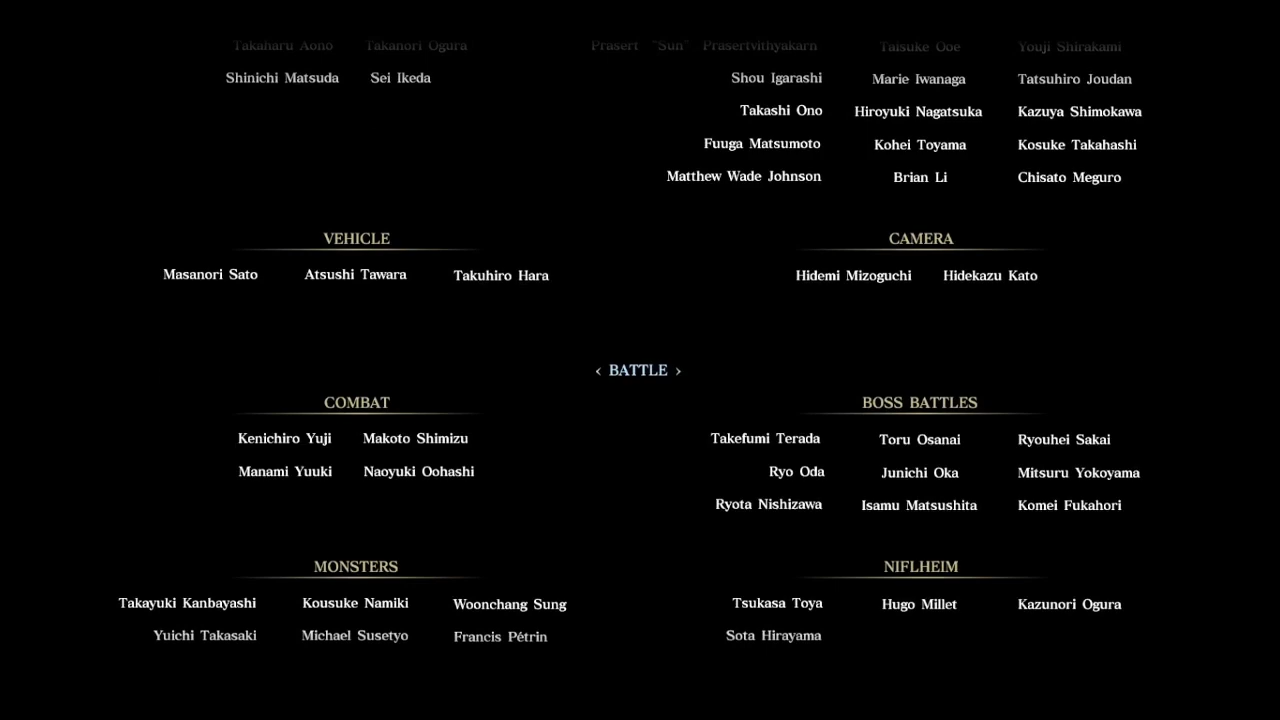 Takaharu Aono Takanori Ogura Prasert "Sun" Prasertvithyakarn Taisuke Ooe Youji Shirakami
Shinichi Matsuda Sei Ikeda Shou Igarashi Marie Iwanaga Tatsuhiro Joudan
Takashi Ono Hiroyuki Nagatsuka Kazuya Shimokawa
Fuuga Matsumoto Kohei Toyama Kosuke Takahashi
Matthew Wade Johnson Brian Li Chisato Meguro
VEHICLE CAMERA
Masanori Sato Atsushi Tawara Takuhiro Hara Hidemi Mizoguchi Hidekazu Kato
‹ BATTLE ›
COMBAT BOSS BATTLES
Kenichiro Yuji Makoto Shimizu Takefumi Terada Toru Osanai Ryouhei Sakai
Manami Yuuki Naoyuki Oohashi Ryo Oda Junichi Oka Mitsuru Yokoyama
Ryota Nishizawa Isamu Matsushita Komei Fukahori
MONSTERS NIFLHEIM
Takayuki Kanbayashi Kousuke Namiki Woonchang Sung Tsukasa Toya Hugo Millet Kazunori Ogura
Yuichi Takasaki Michael Susetyo Francis Pétrin Sota Hirayama